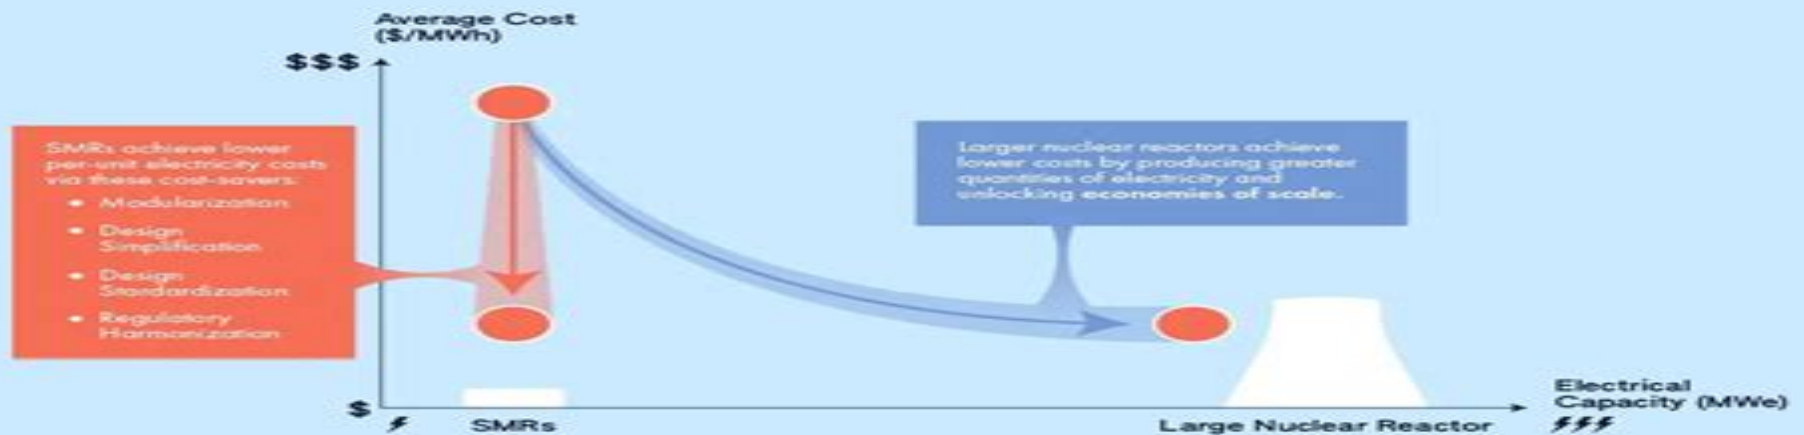 Average Cost
($/MWh)
$$$
SMRs achieve lower
per-unit electricity costs
via these cost-savers:
• Modularization
• Design
Simplification
• Design
Standardization
• Regulatory
Harmonization
Larger nuclear reactors achieve
lower costs by producing greater
quantities of electricity and
unlocking economies of scale.
$
SMRs
Large Nuclear Reactor
Electrical
Capacity (MWe)